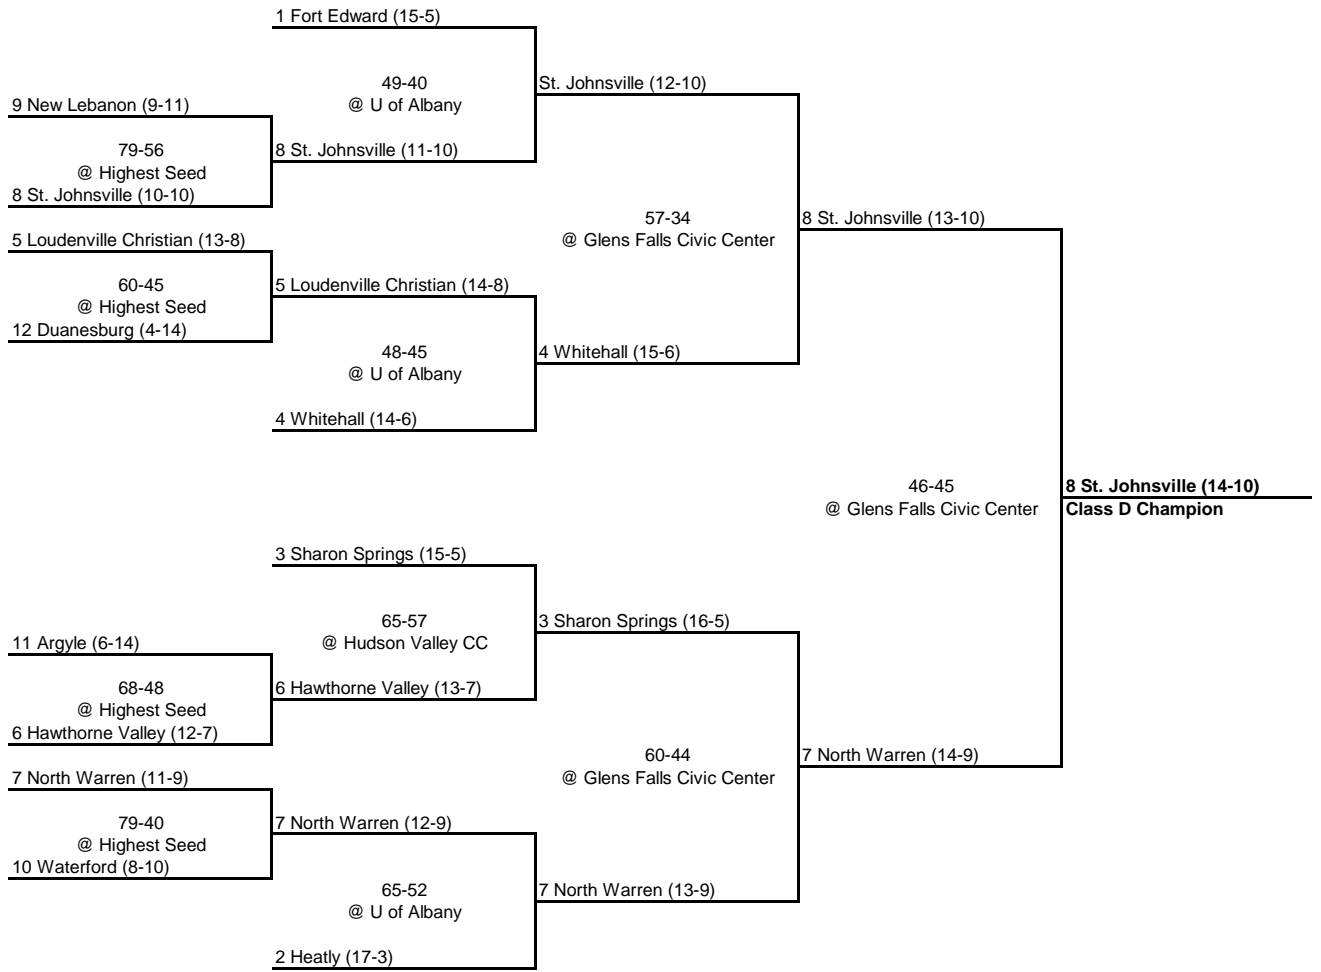 1 Fort Edward (15-5)
49-40
@ U of Albany
St. Johnsville (12-10)
9 New Lebanon (9-11)
79-56
@ Highest Seed
8 St. Johnsville (11-10)
8 St. Johnsville (10-10)
57-34
@ Glens Falls Civic Center
8 St. Johnsville (13-10)
5 Loudenville Christian (13-8)
60-45
@ Highest Seed
5 Loudenville Christian (14-8)
12 Duanesburg (4-14)
48-45
@ U of Albany
4 Whitehall (15-6)
4 Whitehall (14-6)
46-45
@ Glens Falls Civic Center
8 St. Johnsville (14-10)
Class D Champion
3 Sharon Springs (15-5)
65-57
@ Hudson Valley CC
3 Sharon Springs (16-5)
11 Argyle (6-14)
68-48
@ Highest Seed
6 Hawthorne Valley (13-7)
6 Hawthorne Valley (12-7)
60-44
@ Glens Falls Civic Center
7 North Warren (14-9)
7 North Warren (11-9)
79-40
@ Highest Seed
7 North Warren (12-9)
10 Waterford (8-10)
65-52
@ U of Albany
7 North Warren (13-9)
2 Heatly (17-3)